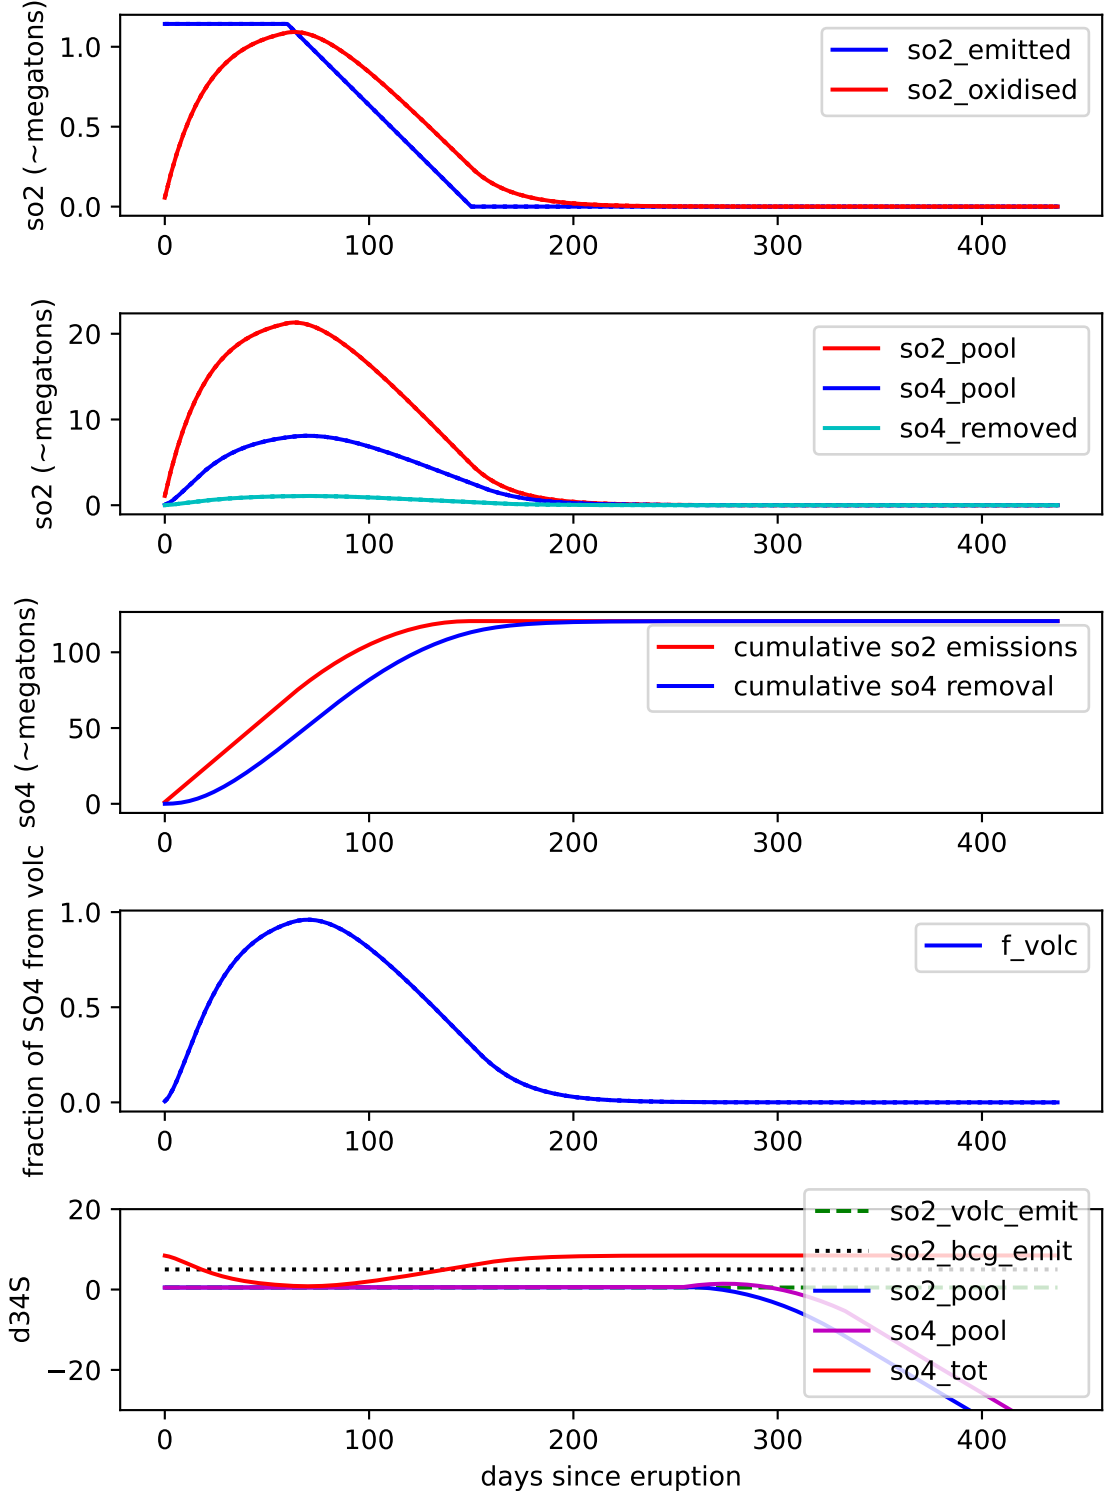 so2 (~megatons)
1.0
0.5
0.0
so2_emitted
so2_oxidised
0 100 200 300 400
so2 (~megatons)
20
10
0
so2_pool
so4_pool
so4_removed
0 100 200 300 400
so4 (~megatons)
100
50
0
cumulative so2 emissions
cumulative so4 removal
0 100 200 300 400
fraction of SO4 from volc
1.0
0.5
0.0
f_volc
0 100 200 300 400
d34S
20
0
−20
so2_volc_emit
so2_bcg_emit
so2_pool
so4_pool
so4_tot
0 100 200 300 400
days since eruption